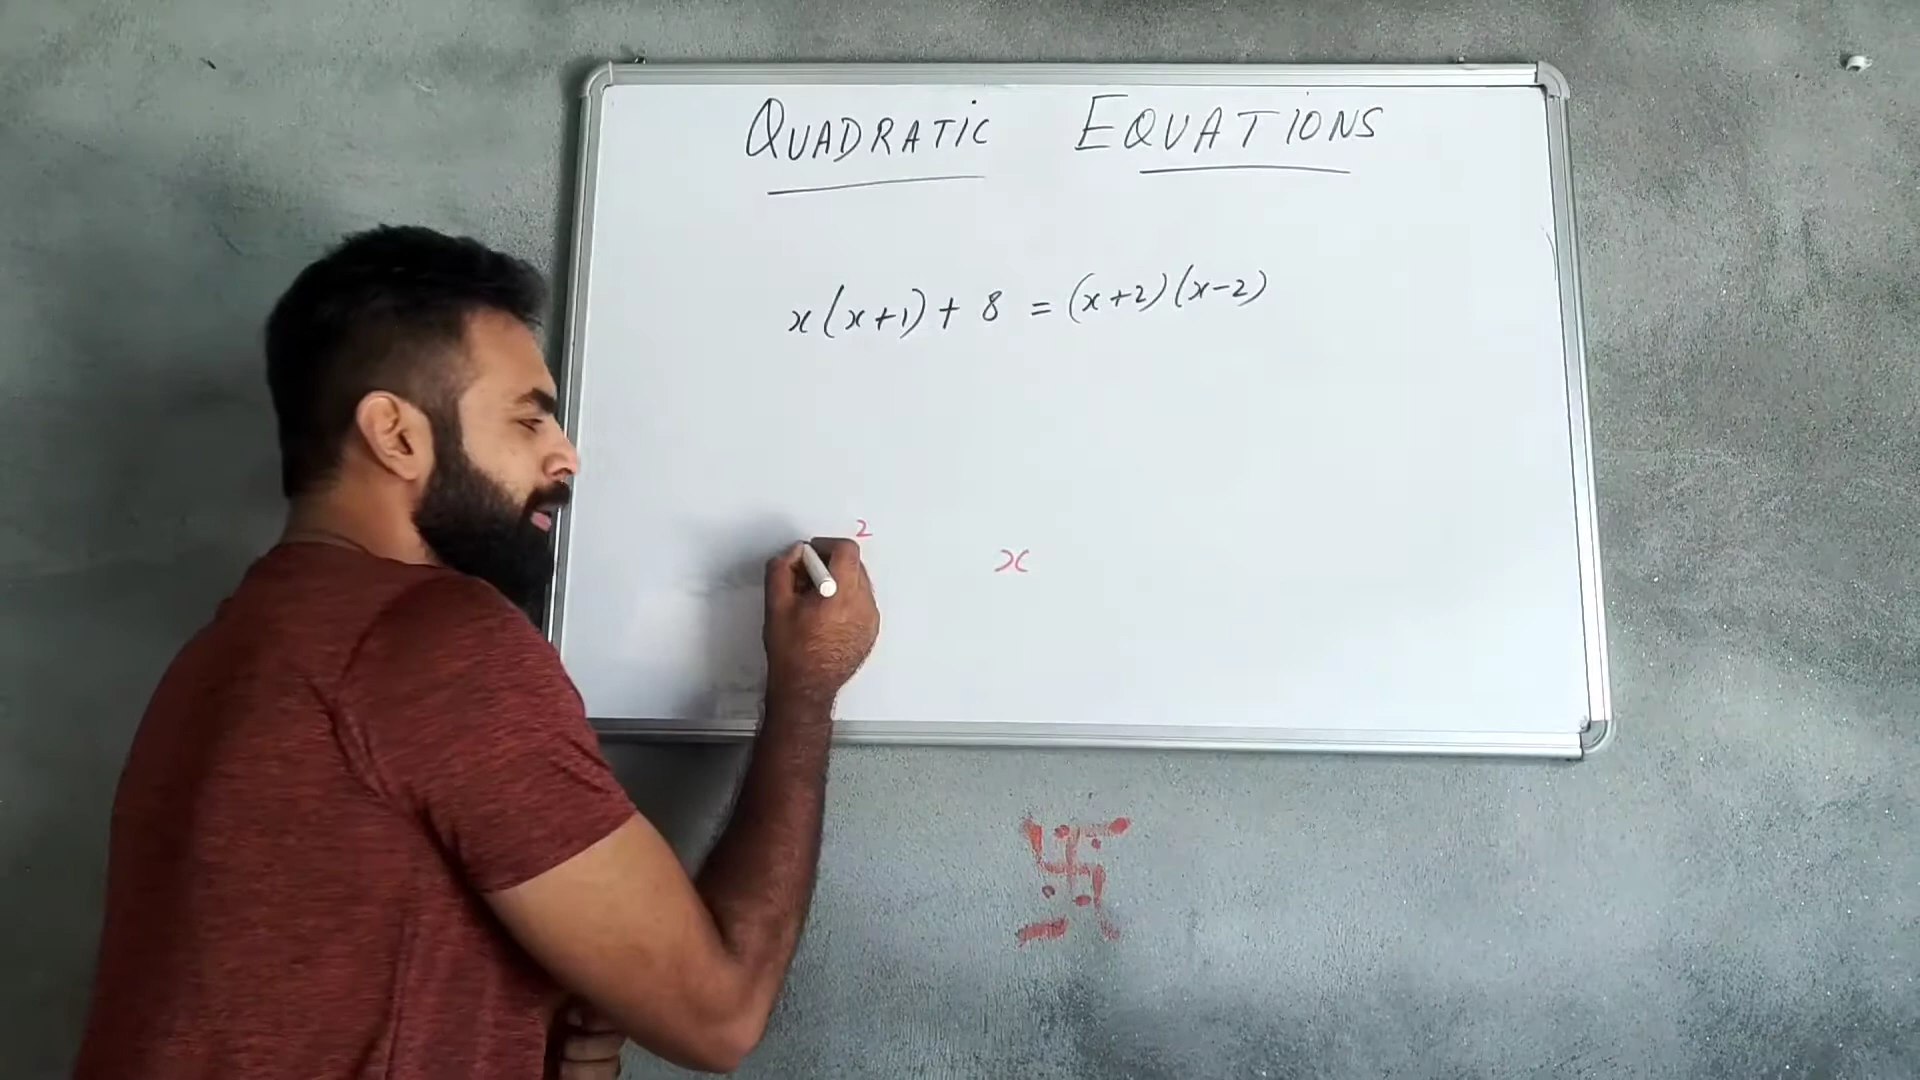 QUADRATIC EQUATIONS
x(x+1)+8=(x+2)(x-2)
2 x